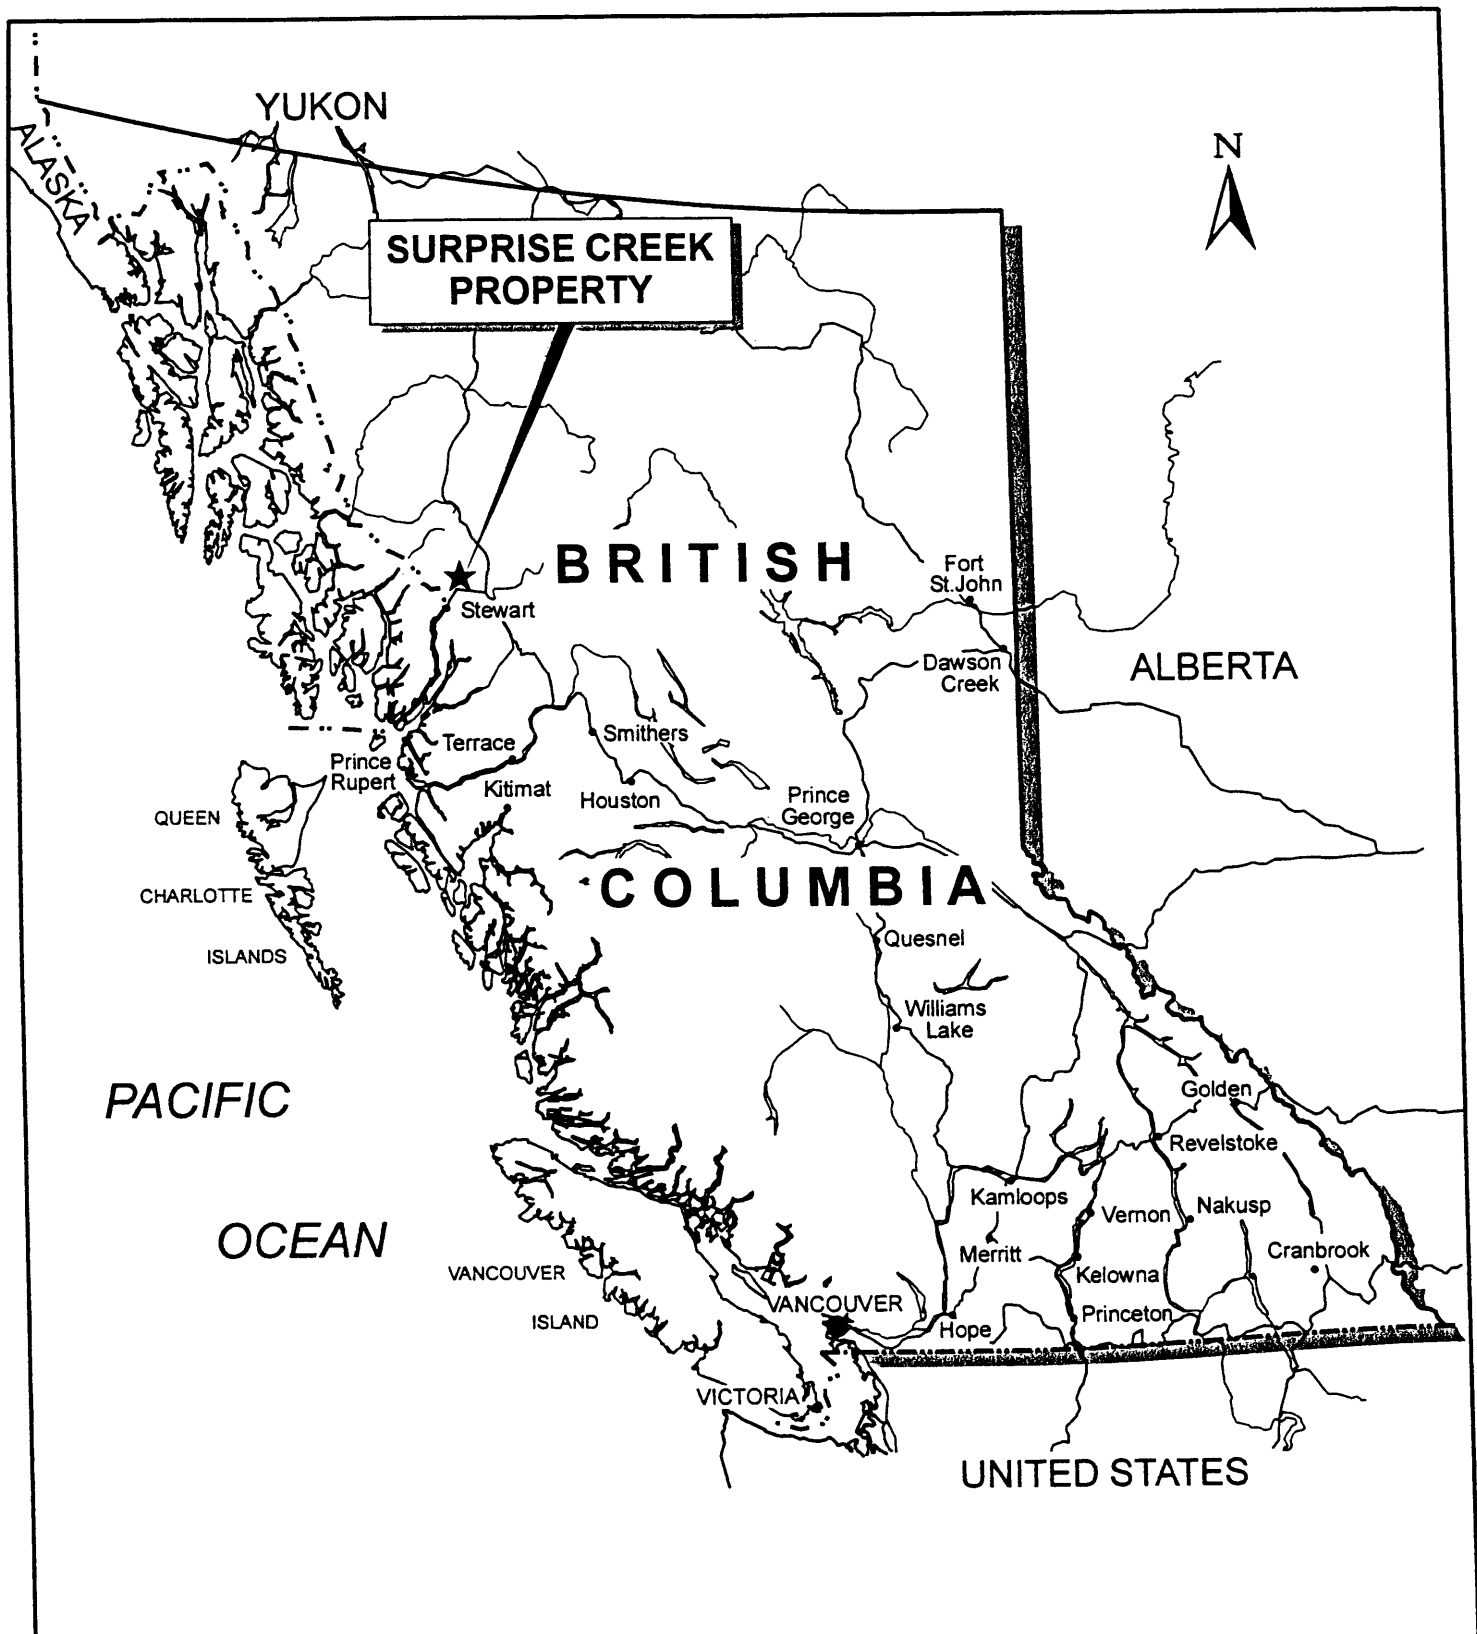 YUKON
ALASKA
N
SURPRISE CREEK
PROPERTY
BRITISH
Fort
St.John
Stewart
Dawson
Creek
ALBERTA
Smithers
Terrace
Prince
Rupert
Kitimat
Houston
Prince
George
QUEEN
COLUMBIA
CHARLOTTE
Quesnel
ISLANDS
Williams
Lake
PACIFIC
Golden
Revelstoke
Kamloops
Nakusp
Vernon
OCEAN
Merritt
Cranbrook
VANCOUVER
Kelowna
VANCOUVER
Princeton
ISLAND
Hope
VICTORIA
UNITED STATES